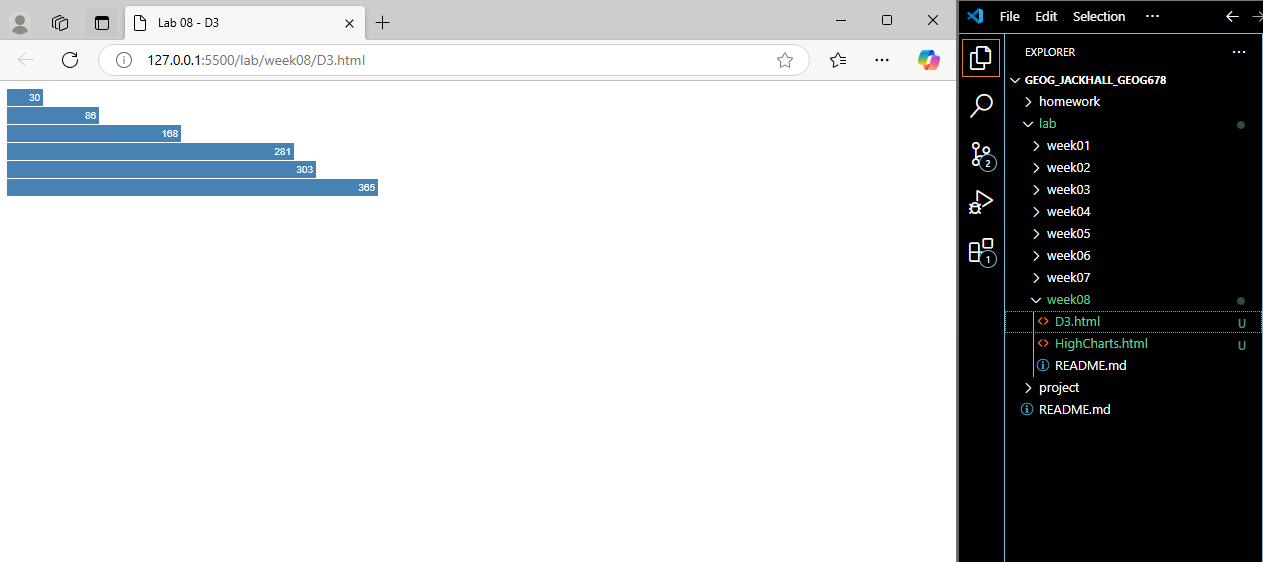 Lab 08 - D3
127.0.0.1:5500/lab/week08/D3.html
30
86
168
281
303
365
File Edit Selection ···
EXPLORER ···
GEOG_JACKHALL_GEOG678
homework
lab
week01
week02
week03
week04
week05
week06
week07
week08
D3.html U
HighCharts.html U
README.md
project
README.md
2
1